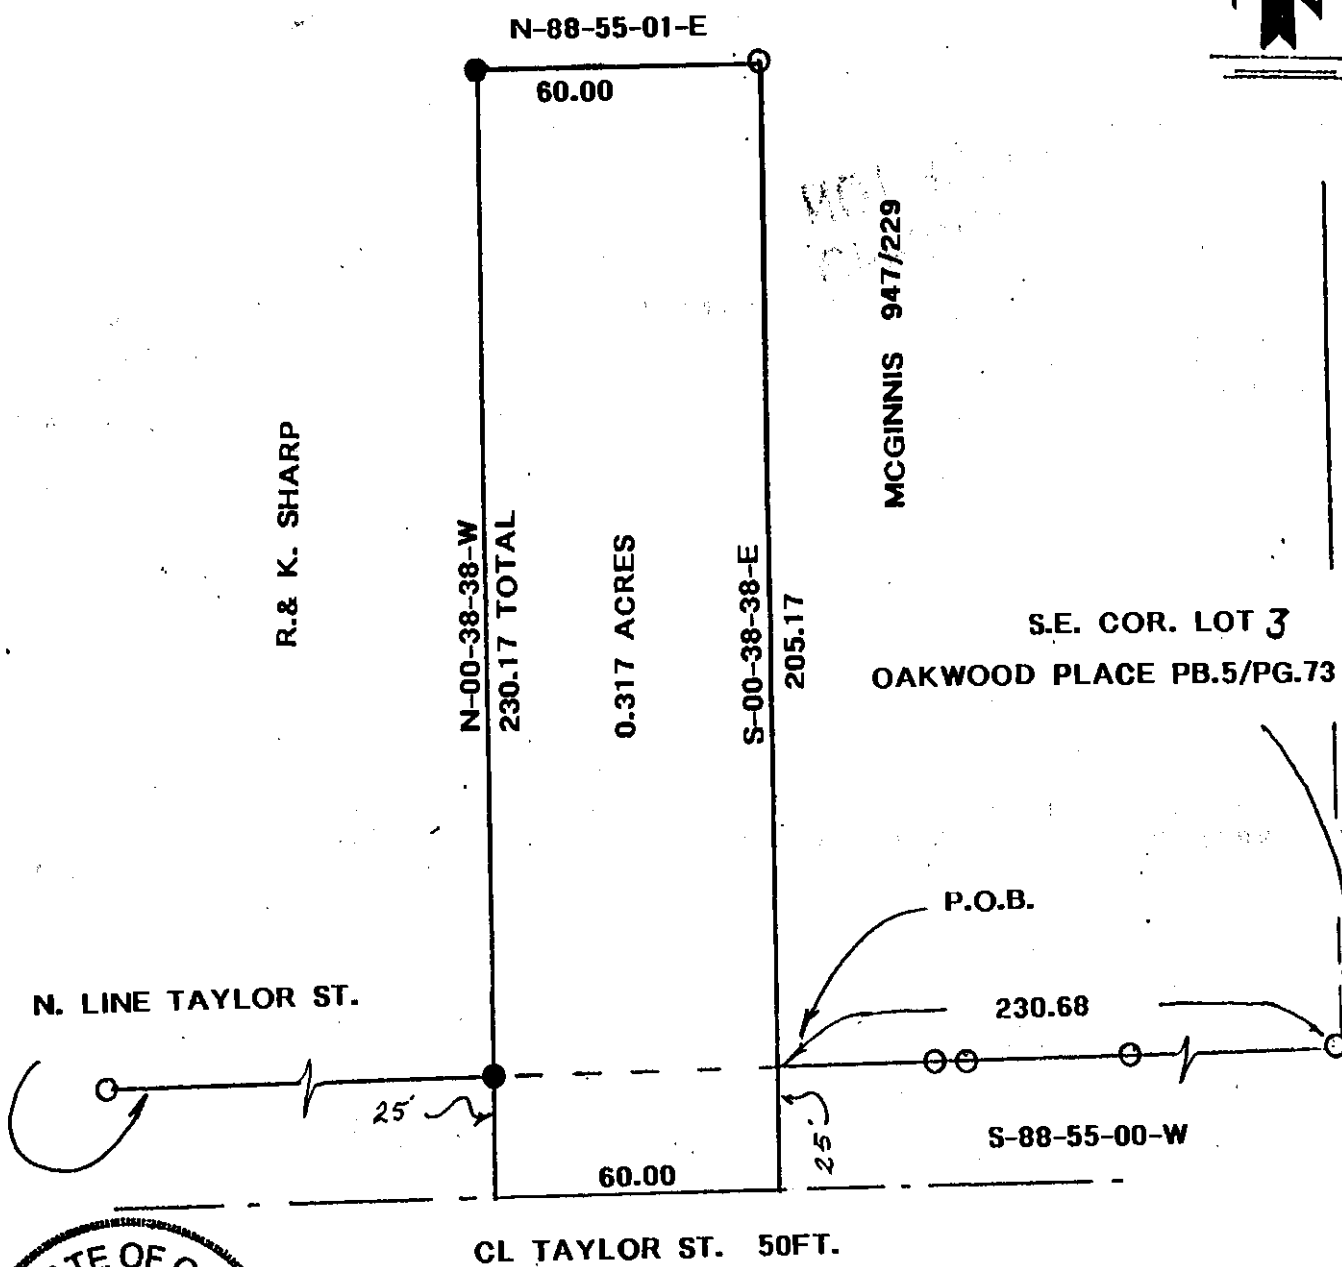 N-88-55-01-E
60.00
MCGINNIS 947/229
R.& K. SHARP
N-00-38-38-W
230.17 TOTAL
0.317 ACRES
S-00-38-38-E
205.17
S.E. COR. LOT 3
OAKWOOD PLACE PB.5/PG.73
P.O.B.
N. LINE TAYLOR ST.
230.68
25'
25'
S-88-55-00-W
60.00
CL TAYLOR ST. 50FT.
TE OF